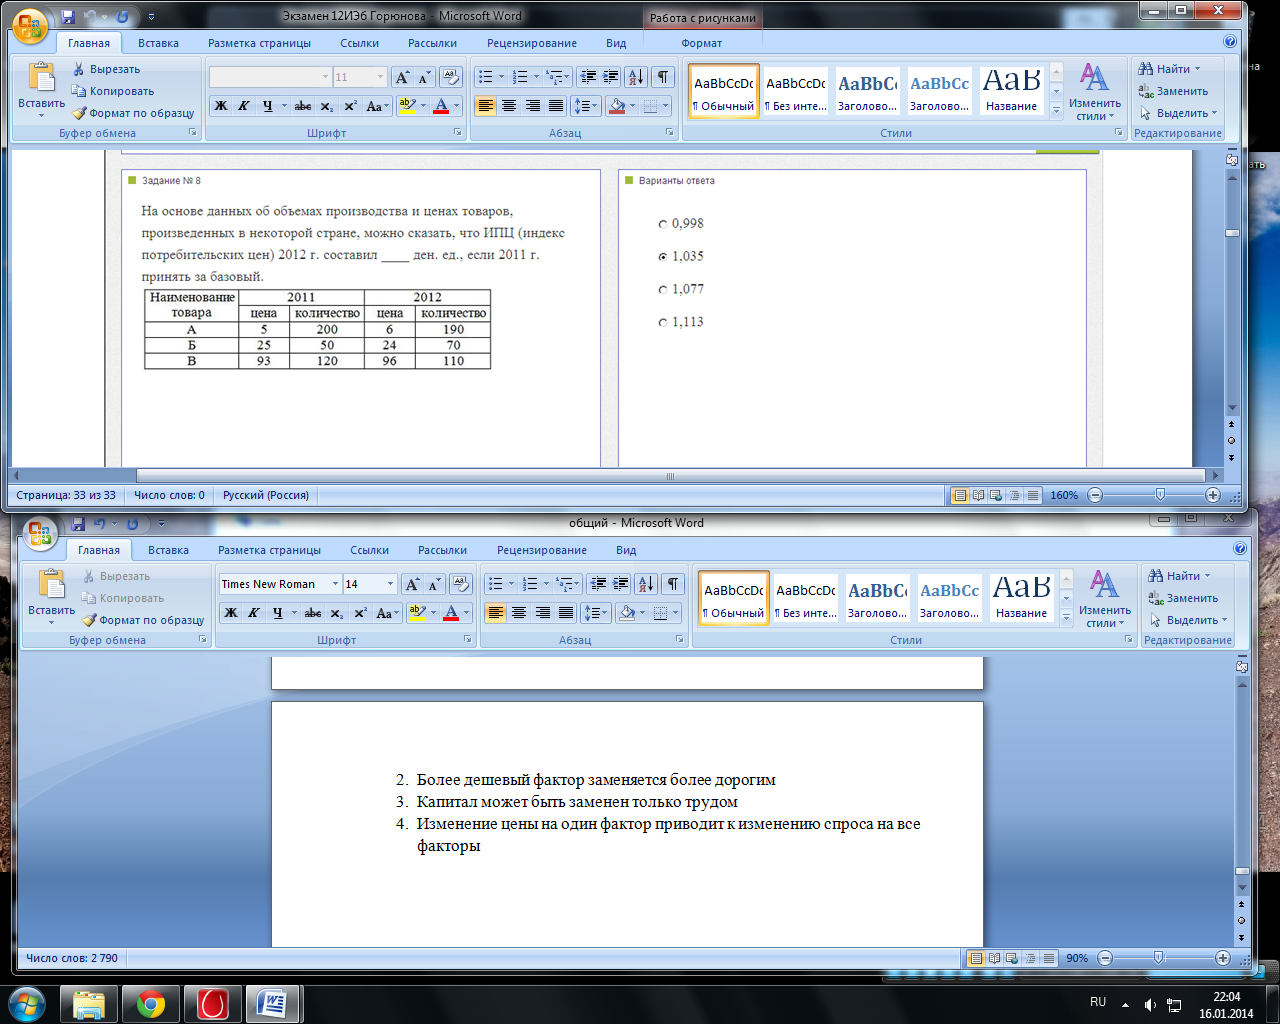 Экзамен 12ИЭб Горюнова - Microsoft Word
Работа с рисунками
Главная Вставка Разметка страницы Ссылки Рассылки Рецензирование Вид Формат
Вставить
Вырезать
Копировать
Формат по образцу
Буфер обмена
11
Ж К Ч abc x₂ x² Aa
Шрифт
Абзац
AaBbCcDc AaBbCcDc AaBbC AaBbCc AaB
¶ Обычный ¶ Без инте... Заголово... Заголово... Название
Изменить стили
Стили
Найти
Заменить
Выделить
Редактирование
Задание № 8
На основе данных об объемах производства и ценах товаров,
произведенных в некоторой стране, можно сказать, что ИПЦ (индекс
потребительских цен) 2012 г. составил ____ ден. ед., если 2011 г.
принять за базовый.
Наименование товара 2011 2012
цена количество цена количество
А 5 200 6 190
Б 25 50 24 70
В 93 120 96 110
Варианты ответа
0,998
1,035
1,077
1,113
Страница: 33 из 33 Число слов: 0 Русский (Россия) 160%
общий - Microsoft Word
Главная Вставка Разметка страницы Ссылки Рассылки Рецензирование Вид
Вставить
Вырезать
Копировать
Формат по образцу
Буфер обмена
Times New Roman 14
Ж К Ч abc x₂ x² Aa
Шрифт
Абзац
AaBbCcDc AaBbCcDc AaBbC AaBbCc AaB
¶ Обычный ¶ Без инте... Заголово... Заголово... Название
Изменить стили
Стили
Найти
Заменить
Выделить
Редактирование
2. Более дешевый фактор заменяется более дорогим
3. Капитал может быть заменен только трудом
4. Изменение цены на один фактор приводит к изменению спроса на все
факторы
Число слов: 2 790 90%
RU 22:04
16.01.2014